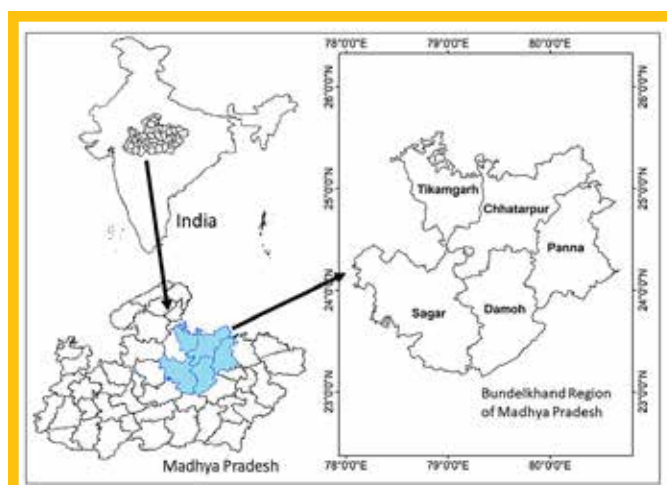 78°0'0"E 79°0'0"E 80°0'0"E
26°0'0"N 26°0'0"N
25°0'0"N 25°0'0"N
24°0'0"N 24°0'0"N
23°0'0"N 23°0'0"N
India
Madhya Pradesh
Tikamgarh
Chhatarpur
Panna
Sagar
Damoh
Bundelkhand Region
of Madhya Pradesh
78°0'0"E 79°0'0"E 80°0'0"E